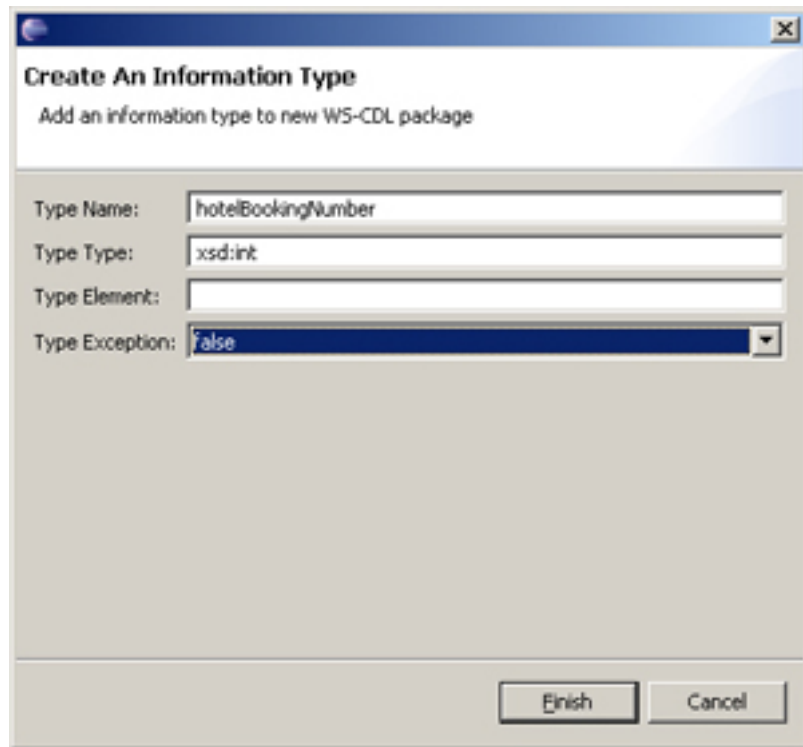 Create An Information Type
Add an information type to new WS-CDL package
Type Name: hotelBookingNumber
Type Type: xsd:int
Type Element:
Type Exception: false
Finish Cancel